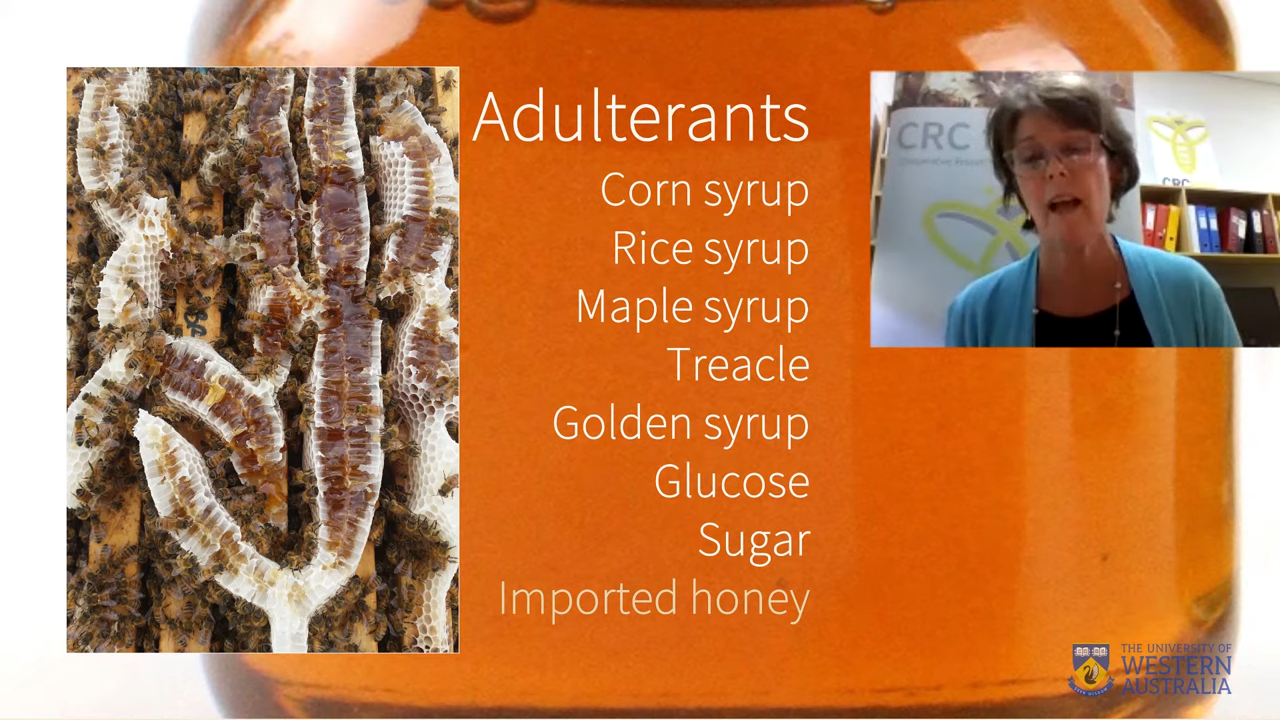 Adulterants
Corn syrup
Rice syrup
Maple syrup
Treacle
Golden syrup
Glucose
Sugar
Imported honey
CRC
CRC
THE UNIVERSITY OF
WESTERN
AUSTRALIA